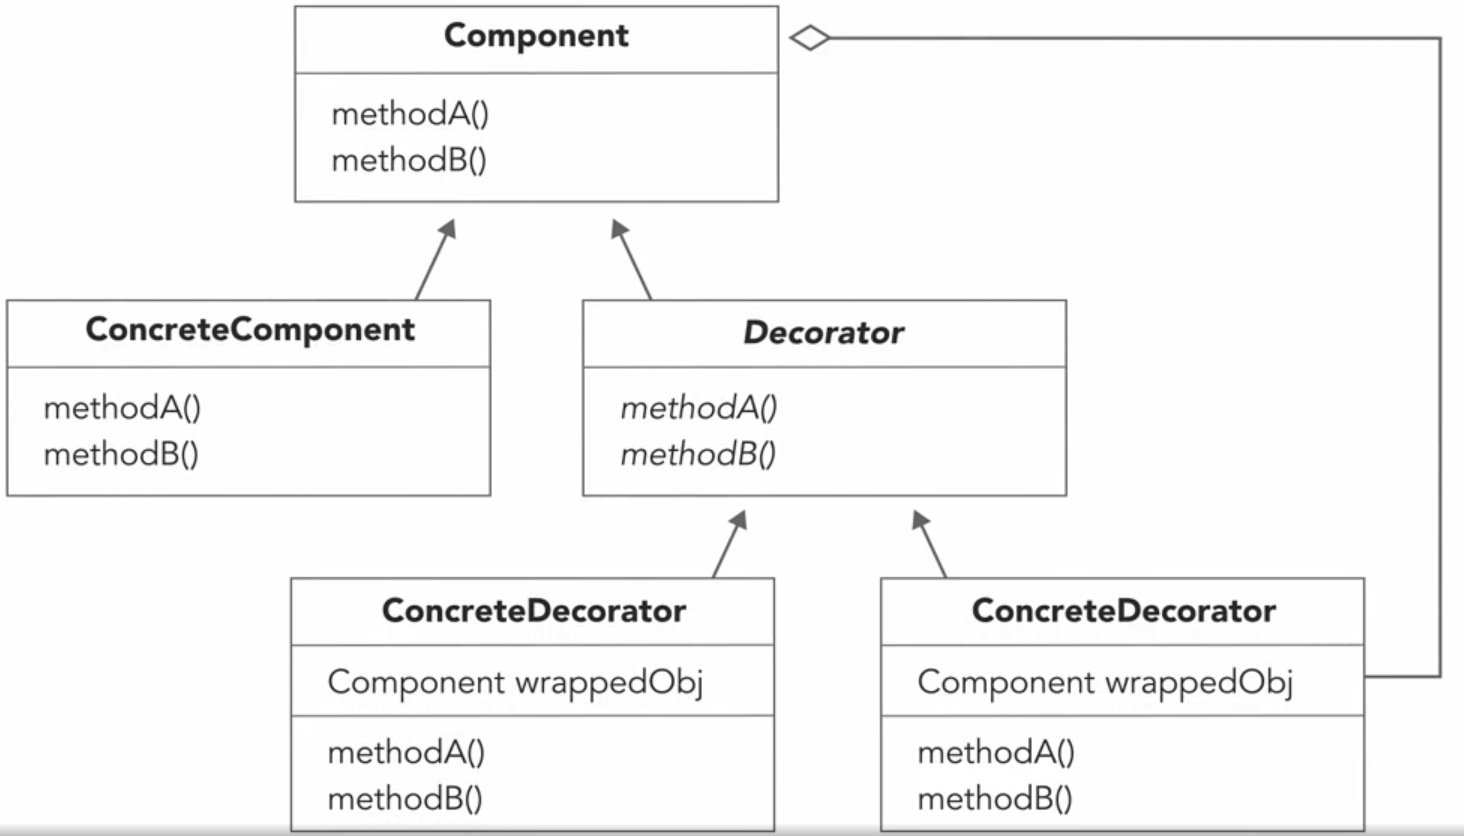 Component
methodA()
methodB()
ConcreteComponent
methodA()
methodB()
Decorator
methodA()
methodB()
ConcreteDecorator
Component wrappedObj
methodA()
methodB()
ConcreteDecorator
Component wrappedObj
methodA()
methodB()